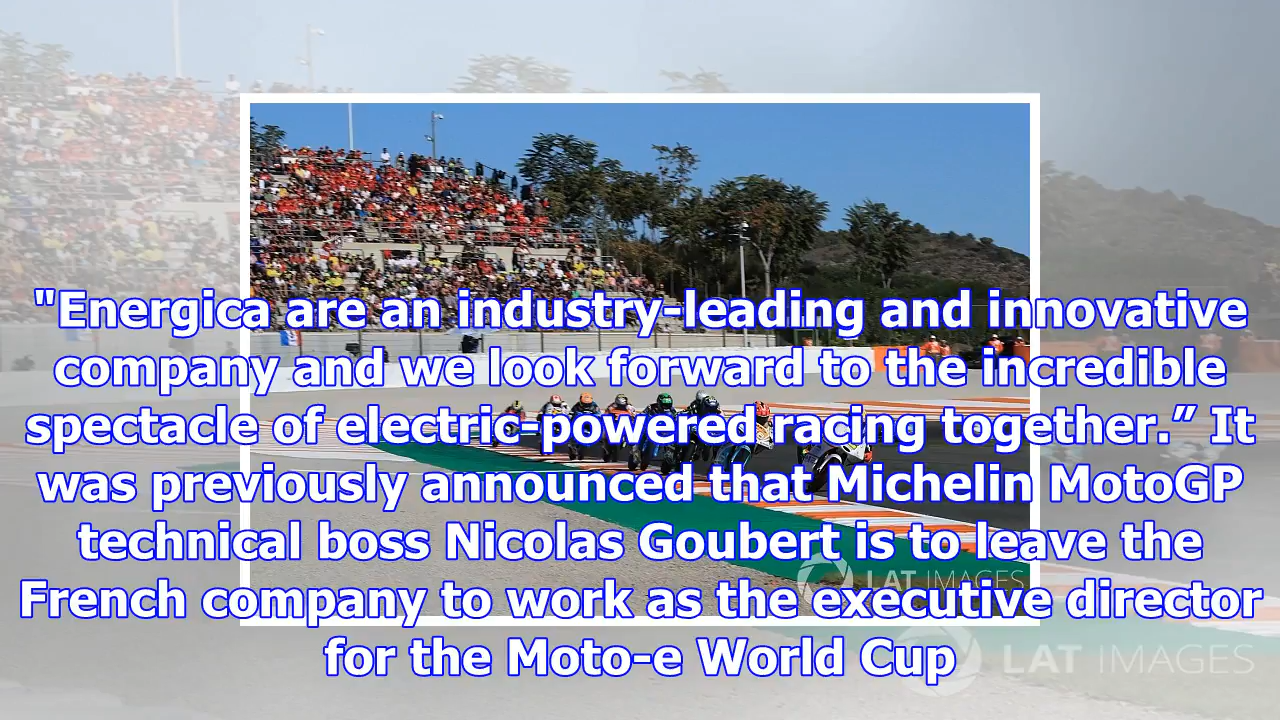 "Energica are an industry-leading and innovative
company and we look forward to the incredible
spectacle of electric-powered racing together.” It
was previously announced that Michelin MotoGP
technical boss Nicolas Goubert is to leave the
French company to work as the executive director
for the Moto-e World Cup
LAT IMAGES
LAT IMAGES